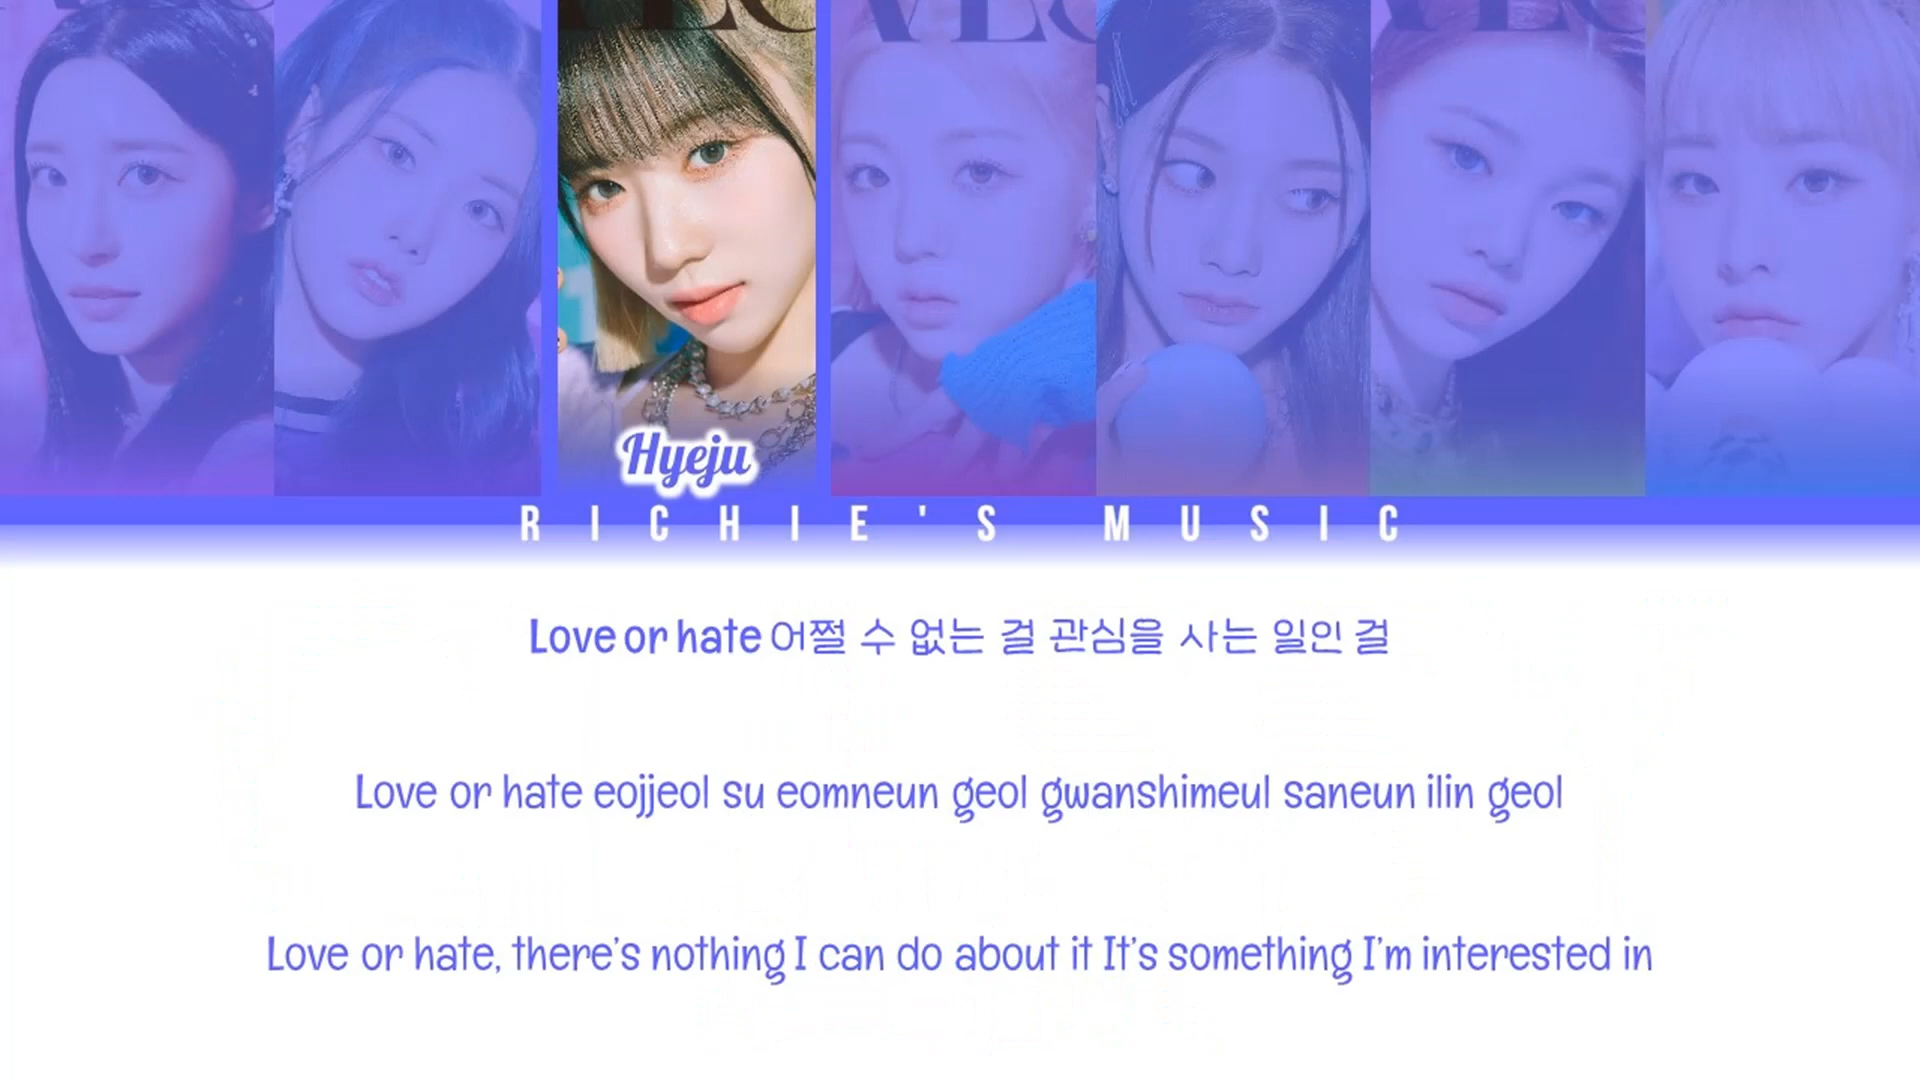 Hyeju
RICHIE'S MUSIC
Love or hate 어쩔 수 없는 걸 관심을 사는 일인 걸
Love or hate eojjeol su eomneun geol gwanshimeul saneun ilin geol
Love or hate, there's nothing I can do about it It's something I'm interested in